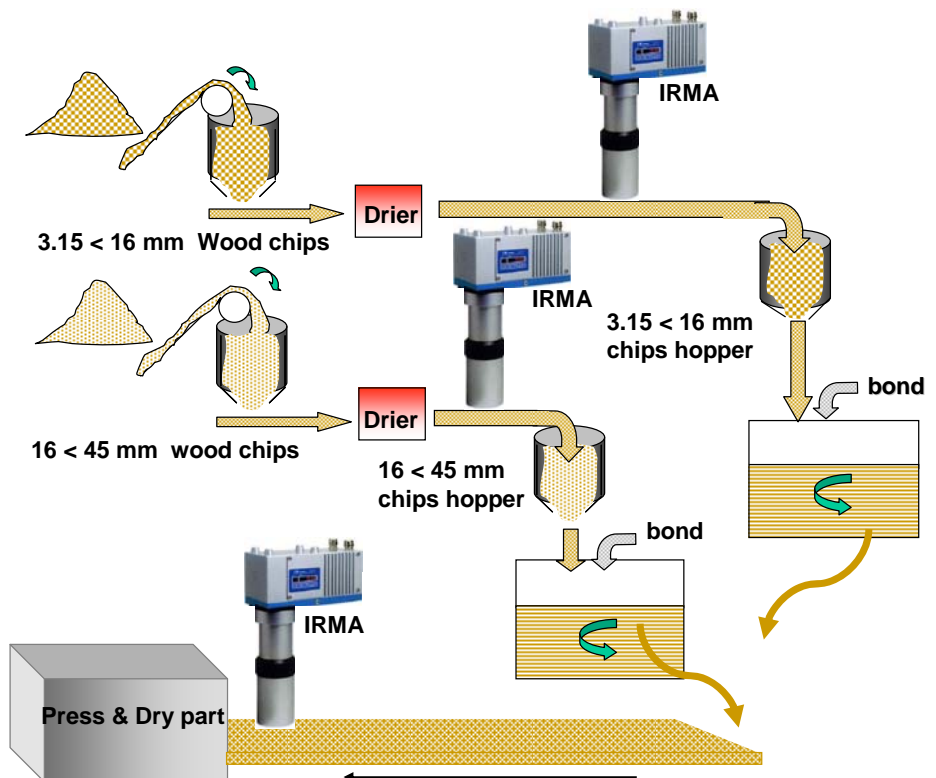 IRMA
Drier
3.15 < 16 mm Wood chips
IRMA
3.15 < 16 mm
chips hopper
bond
Drier
16 < 45 mm wood chips
16 < 45 mm
chips hopper
bond
IRMA
Press & Dry part